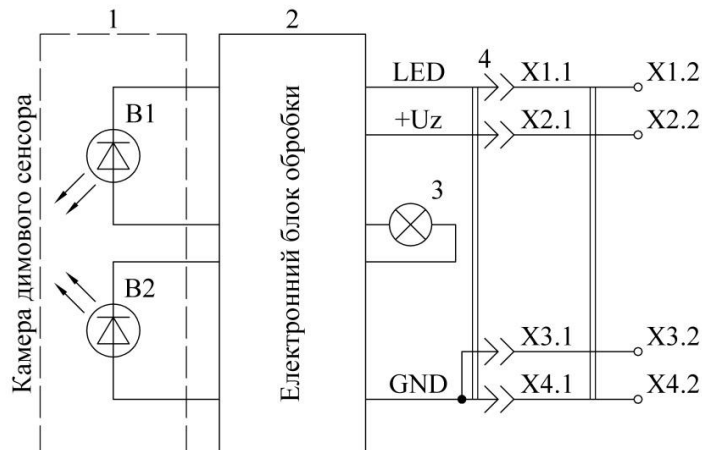 1
2
LED
4
X1.1
X1.2
B1
+Uz
X2.1
X2.2
Камера димового сенсора
Електронний блок обробки
3
B2
X3.1
X3.2
GND
X4.1
X4.2